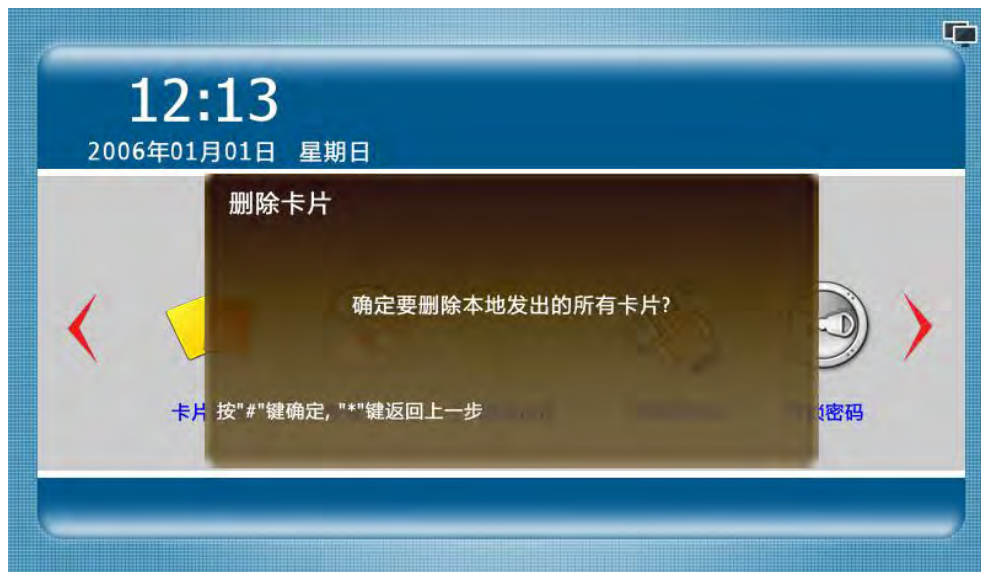 12:13
2006年01月01日 星期日
删除卡片
确定要删除本地发出的所有卡片?
卡片
按"#"键确定, "*"键返回上一步
密码